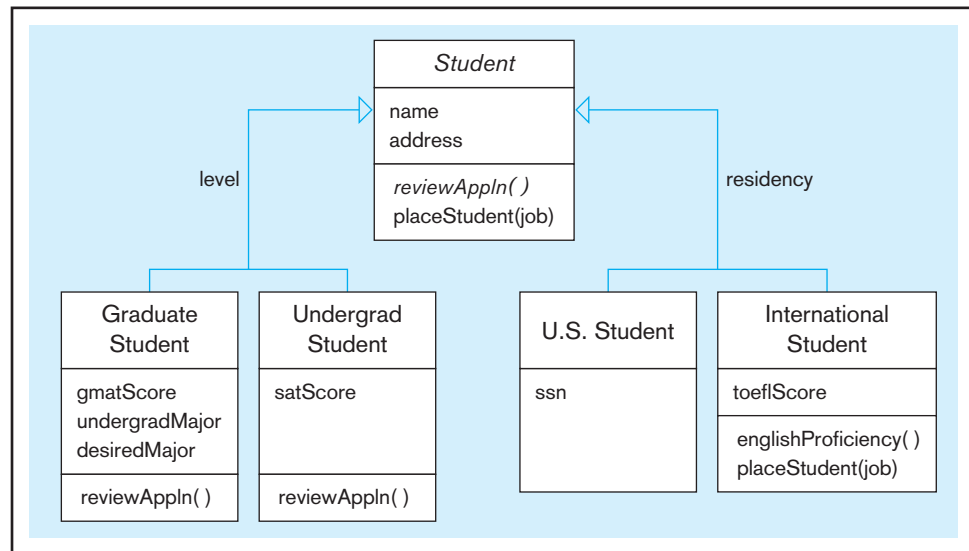 Student
name
address
reviewAppln( )
placeStudent(job)
level
residency
Graduate
Student
gmatScore
undergradMajor
desiredMajor
reviewAppln( )
Undergrad
Student
satScore
reviewAppln( )
U.S. Student
ssn
International
Student
toeflScore
englishProficiency( )
placeStudent(job)